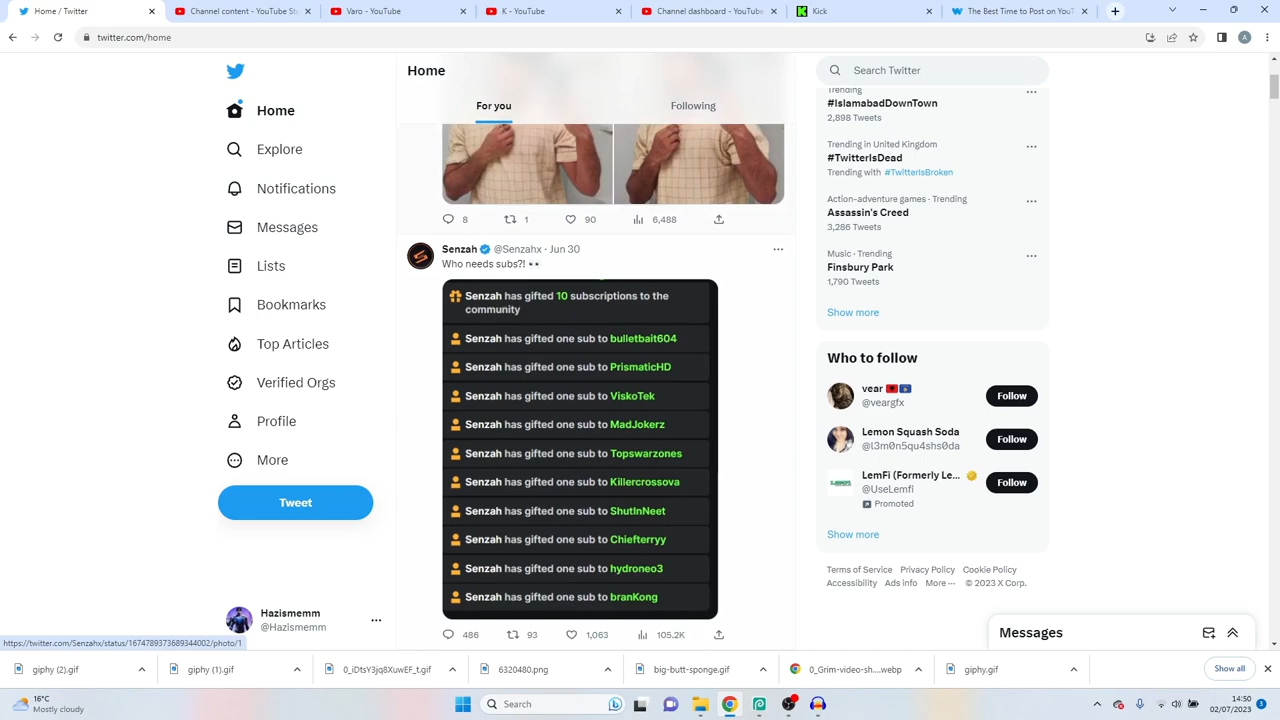 Home / Twitter
Channel content - YouTube St
Varo - YouTube
K - YouTube
Channel dashboard - YouTube
Kick
The Best Time to Post on YouT
twitter.com/home
A
Home
Search Twitter
For you
Following
Home
Explore
Notifications
Messages
Lists
Bookmarks
Top Articles
Verified Orgs
Profile
More
Tweet
Hazismemm
@Hazismemm
8
1
90
6,488
Senzah @Senzahx · Jun 30
Who needs subs?! 👀
Senzah has gifted 10 subscriptions to the
community
Senzah has gifted one sub to bulletbait604
Senzah has gifted one sub to PrismaticHD
Senzah has gifted one sub to ViskoTek
Senzah has gifted one sub to MadJokerz
Senzah has gifted one sub to Topswarzones
Senzah has gifted one sub to Killercrossova
Senzah has gifted one sub to ShutInNeet
Senzah has gifted one sub to Chiefterryy
Senzah has gifted one sub to hydroneo3
Senzah has gifted one sub to branKong
486
93
1,063
105.2K
Trending
#IslamabadDownTown
2,898 Tweets
Trending in United Kingdom
#TwitterIsDead
Trending with #TwitterIsBroken
Action-adventure games · Trending
Assassin's Creed
3,286 Tweets
Music · Trending
Finsbury Park
1,790 Tweets
Show more
Who to follow
vear
@veargfx
Follow
Lemon Squash Soda
@l3m0n5qu4shs0da
Follow
LemFi (Formerly Le...
@UseLemfi
Promoted
Follow
Show more
Terms of Service Privacy Policy Cookie Policy
Accessibility Ads info More ··· © 2023 X Corp.
Messages
https://twitter.com/Senzahx/status/1674789373689344002/photo/1
giphy (2).gif
giphy (1).gif
0_iDtsY3jq8XuwEF_t.gif
6320480.png
big-butt-sponge.gif
0_Grim-video-sh....webp
giphy.gif
Show all
16°C
Mostly cloudy
Search
14:50
02/07/2023
3